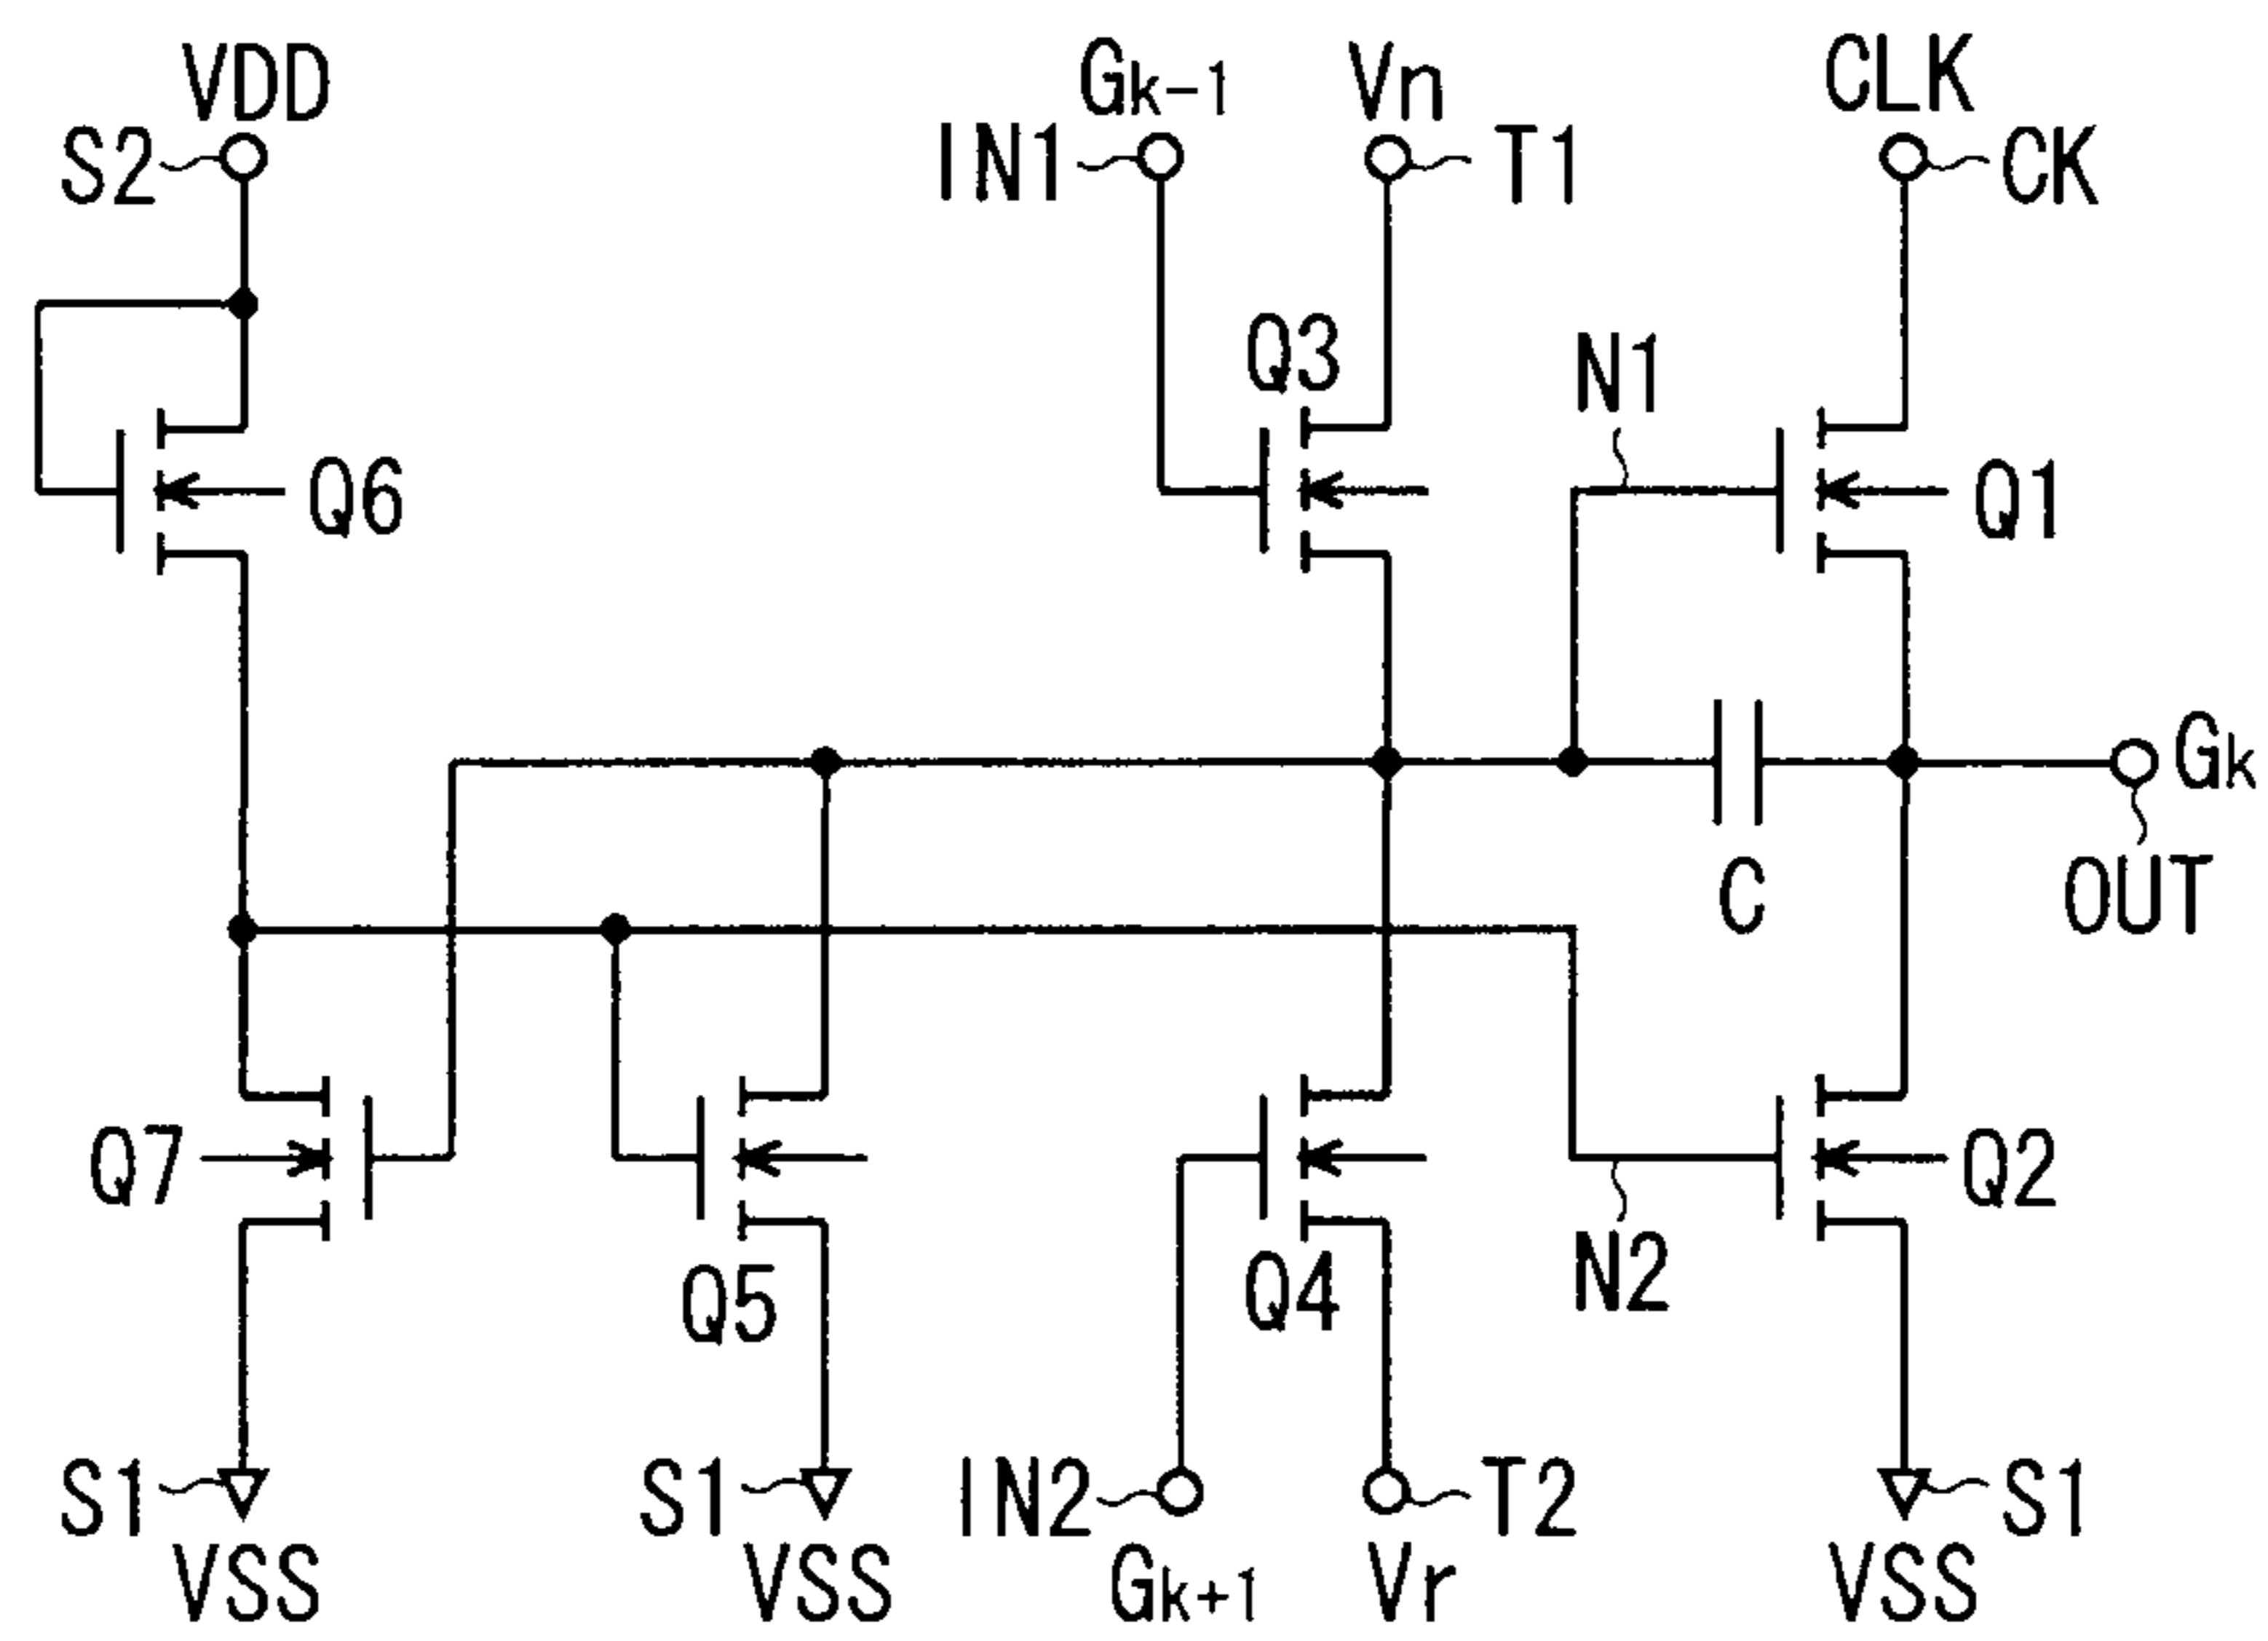 VDD
Gk-1
Vn
CLK
S2
IN1
T1
CK
Q3
N1
Q6
Q1
Gk
C
OUT
Q7
Q2
Q5
Q4
N2
S1
S1
IN2
T2
S1
VSS
VSS
Gk+1
Vr
VSS